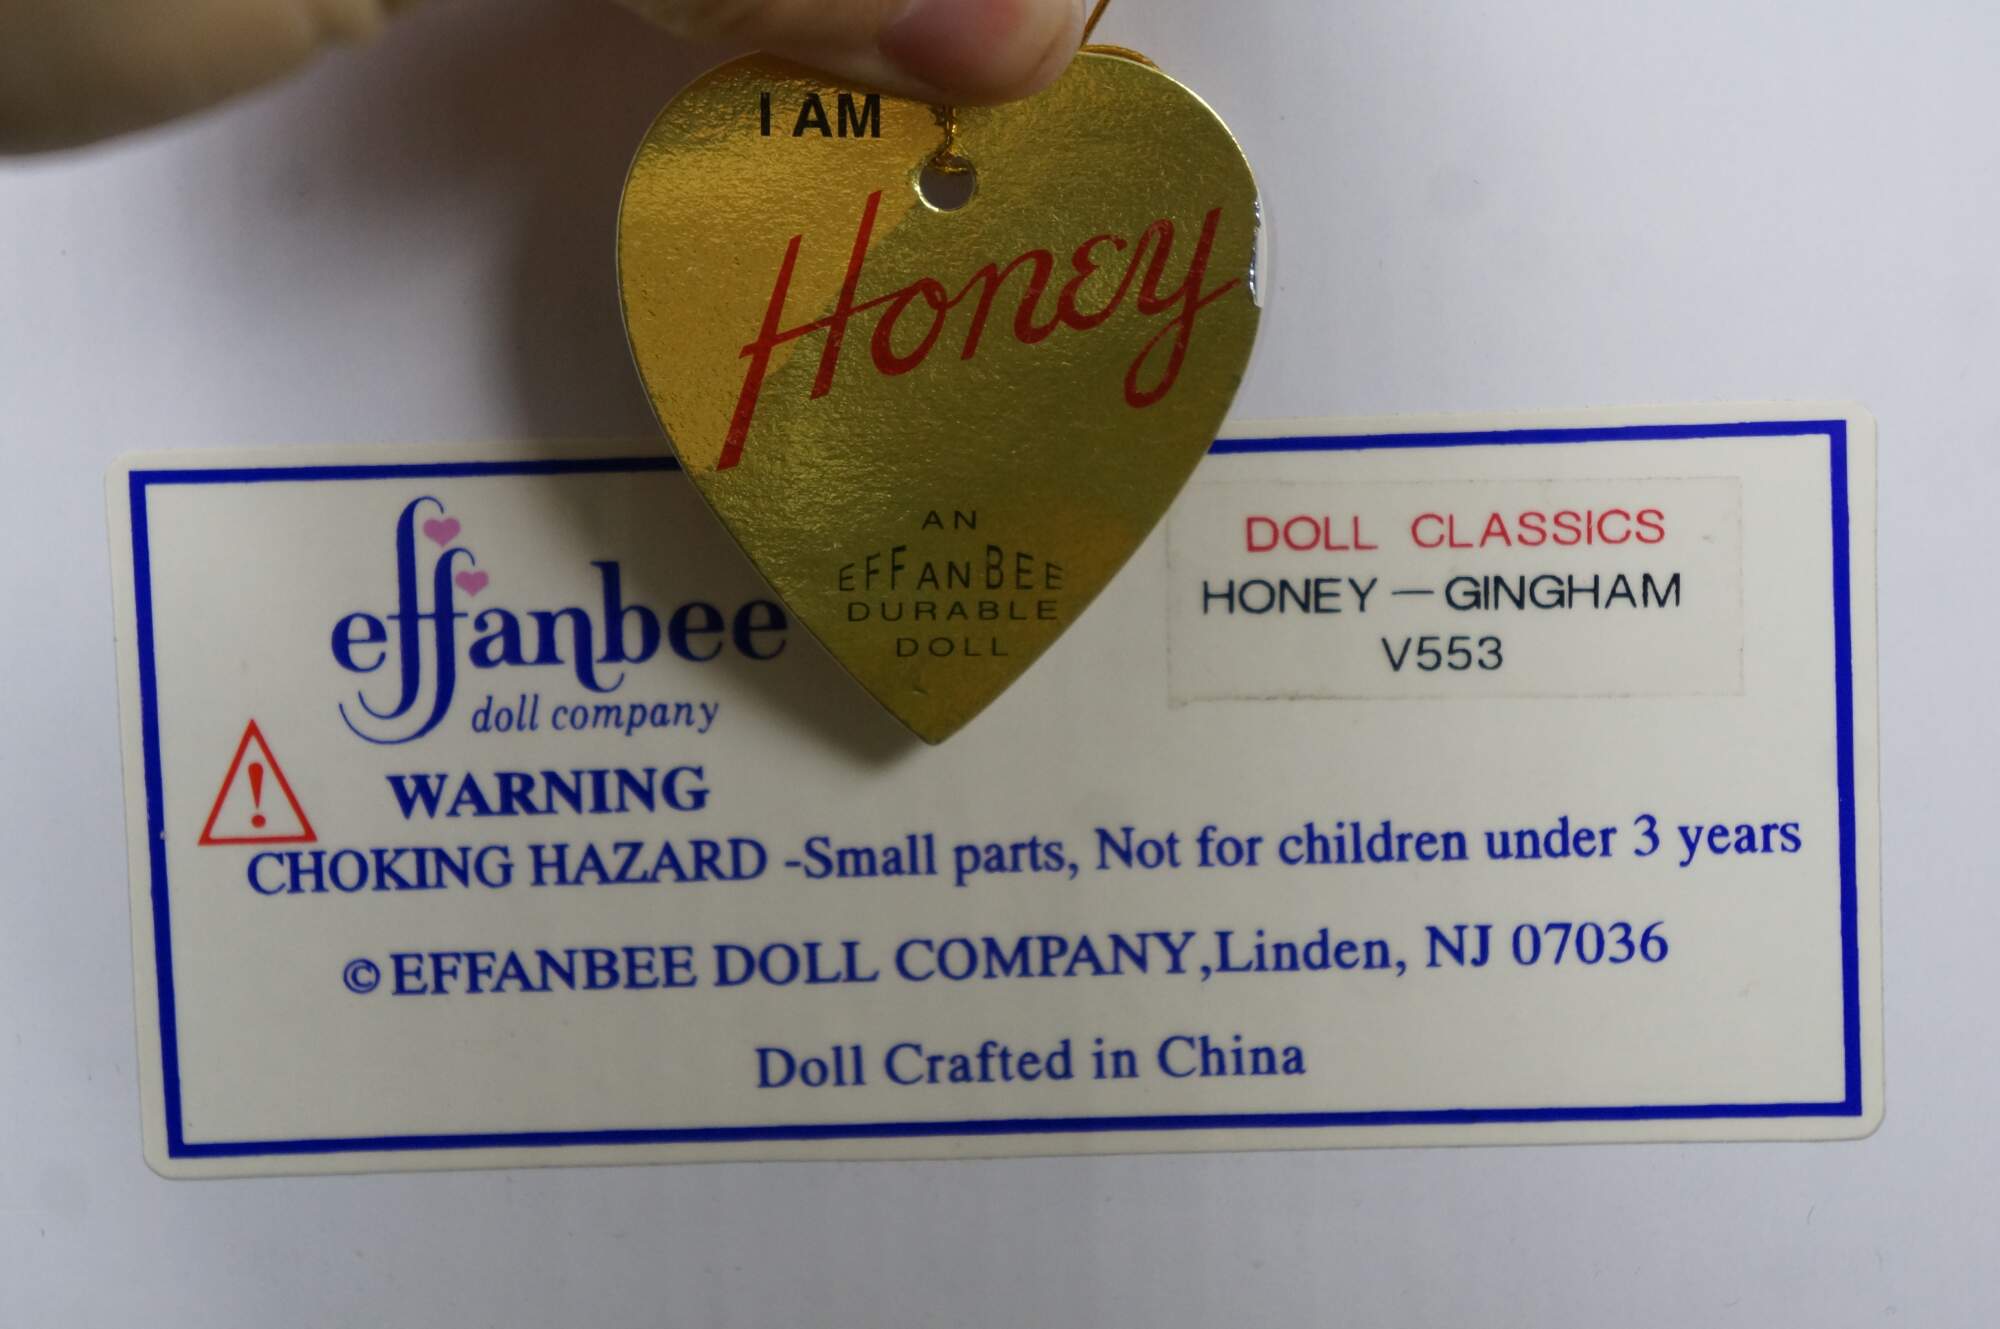 I AM
Honey
AN
EFFANBEE
DURABLE
DOLL
effanbee
doll company
DOLL CLASSICS
HONEY - GINGHAM
V553
WARNING
CHOKING HAZARD -Small parts, Not for children under 3 years
© EFFANBEE DOLL COMPANY, Linden, NJ 07036
Doll Crafted in China